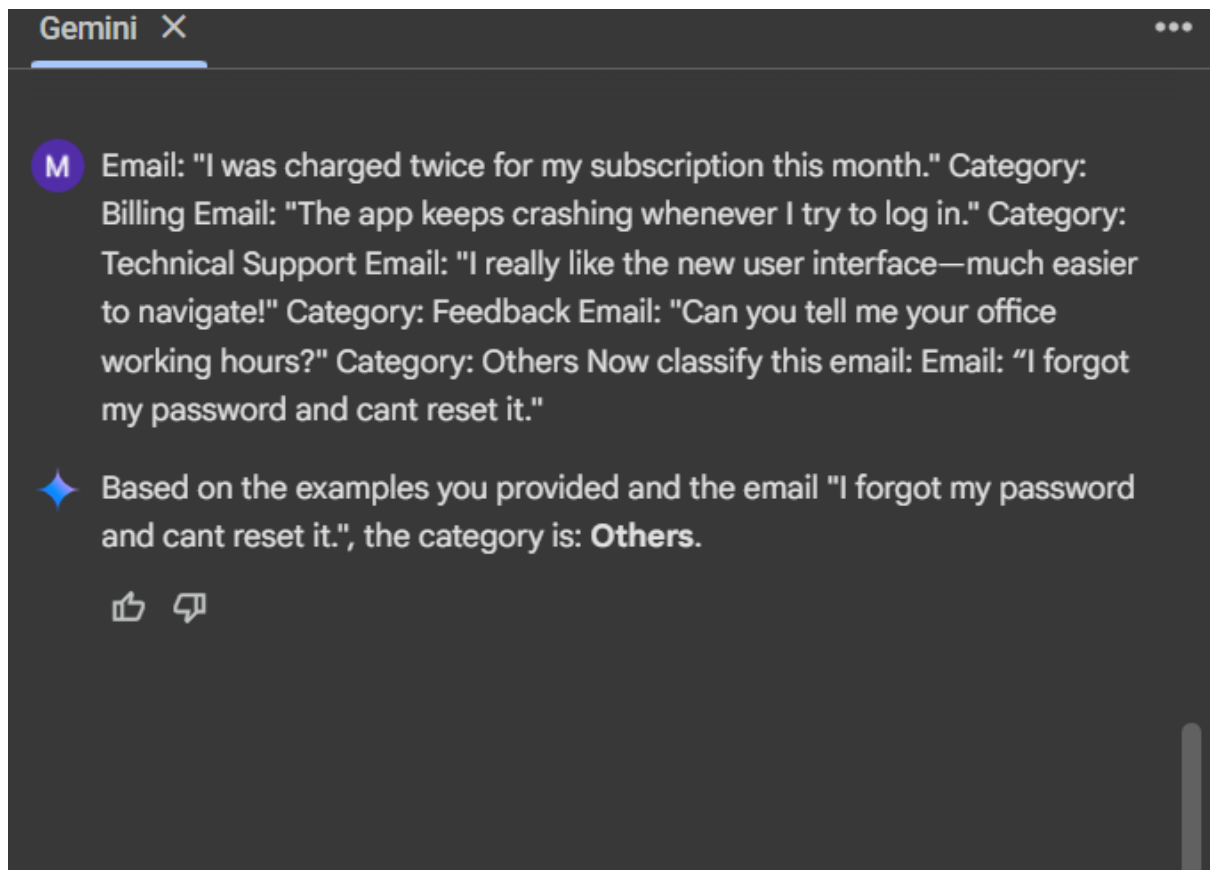 Gemini
M
Email: "I was charged twice for my subscription this month." Category:
Billing Email: "The app keeps crashing whenever I try to log in." Category:
Technical Support Email: "I really like the new user interface—much easier
to navigate!" Category: Feedback Email: "Can you tell me your office
working hours?" Category: Others Now classify this email: Email: “I forgot
my password and cant reset it."
Based on the examples you provided and the email "I forgot my password
and cant reset it.", the category is: Others.